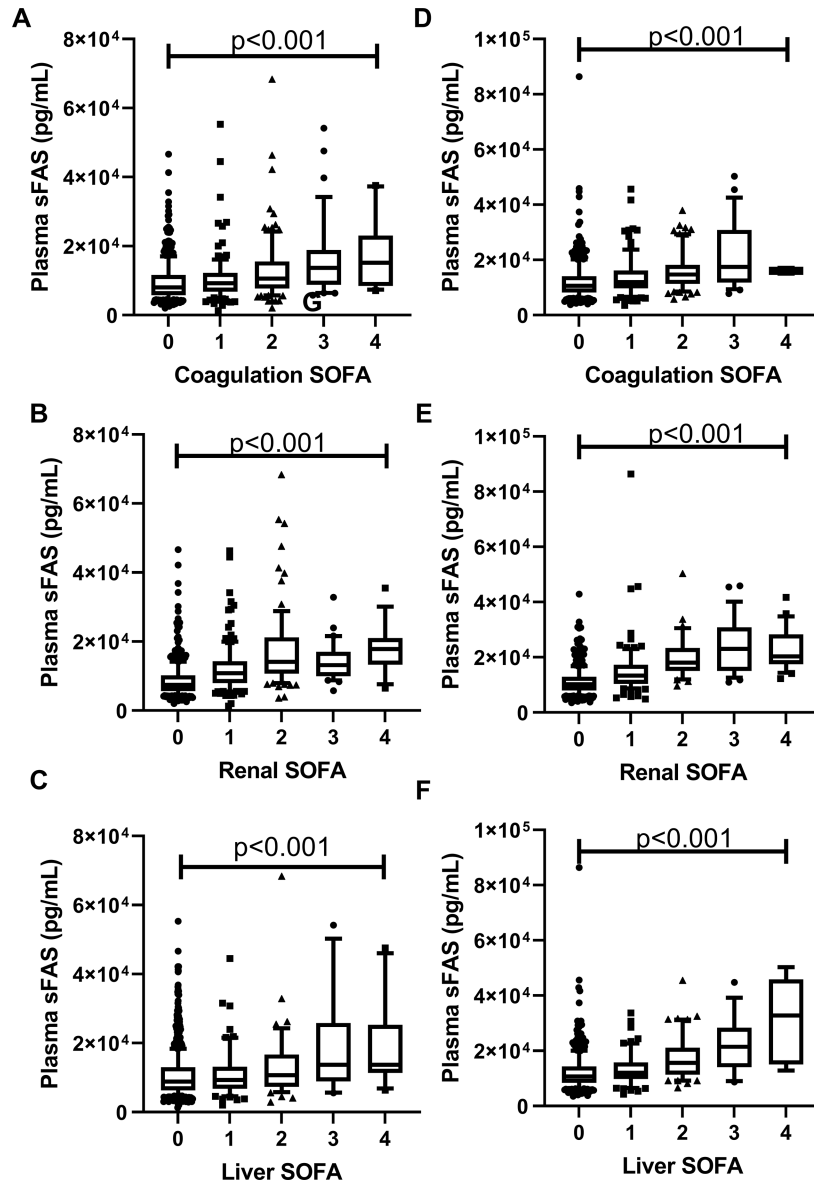 A
p<0.001
Plasma sFAS (pg/mL)
8×10⁴
6×10⁴
4×10⁴
2×10⁴
0
G
0 1 2 3 4
Coagulation SOFA
D
p<0.001
Plasma sFAS (pg/mL)
1×10⁵
8×10⁴
6×10⁴
4×10⁴
2×10⁴
0
0 1 2 3 4
Coagulation SOFA
B
p<0.001
Plasma sFAS (pg/mL)
8×10⁴
6×10⁴
4×10⁴
2×10⁴
0
0 1 2 3 4
Renal SOFA
E
p<0.001
Plasma sFAS (pg/mL)
1×10⁵
8×10⁴
6×10⁴
4×10⁴
2×10⁴
0
0 1 2 3 4
Renal SOFA
C
p<0.001
Plasma sFAS (pg/mL)
8×10⁴
6×10⁴
4×10⁴
2×10⁴
0
0 1 2 3 4
Liver SOFA
F
p<0.001
Plasma sFAS (pg/mL)
1×10⁵
8×10⁴
6×10⁴
4×10⁴
2×10⁴
0
0 1 2 3 4
Liver SOFA